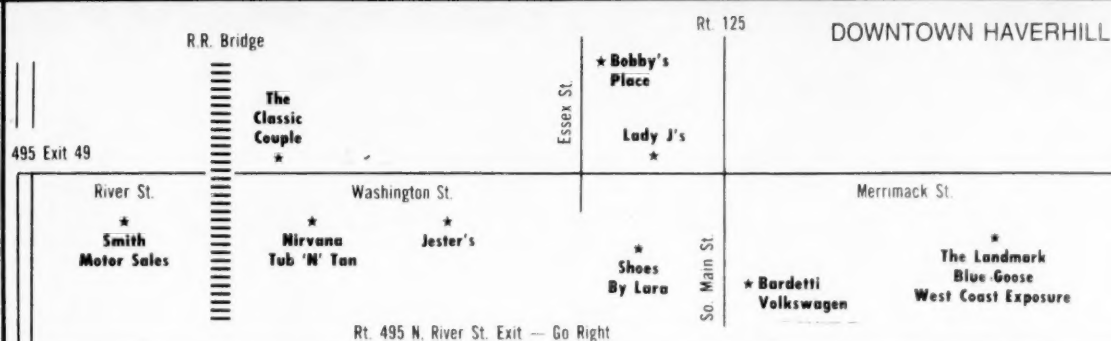 DOWNTOWN HAVERHILL
Rt. 125
R.R. Bridge
★ Bobby's
Place
Essex St.
The
Classic
Couple
★
Lady J's
★
495 Exit 49
River St.
Washington St.
Merrimack St.
★
Smith
Motor Sales
★
Nirvana
Tub 'N' Tan
★
Jester's
★
Shoes
By Lara
So. Main St.
★ Bardetti
Volkswagen
★
The Landmark
Blue Goose
West Coast Exposure
Rt. 495 N. River St. Exit — Go Right